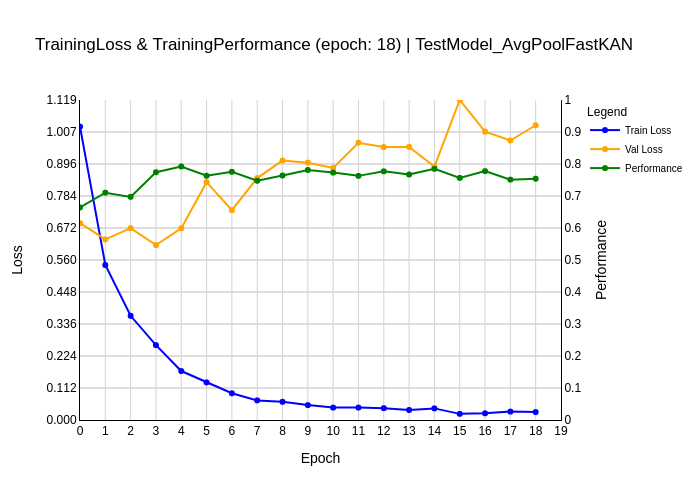 TrainingLoss & TrainingPerformance (epoch: 18) | TestModel_AvgPoolFastKAN
Legend
Train Loss
Val Loss
Performance
1.119
1.007
0.896
0.784
0.672
0.560
0.448
0.336
0.224
0.112
0.000
Loss
1
0.9
0.8
0.7
0.6
0.5
0.4
0.3
0.2
0.1
0
Performance
0 1 2 3 4 5 6 7 8 9 10 11 12 13 14 15 16 17 18 19
Epoch